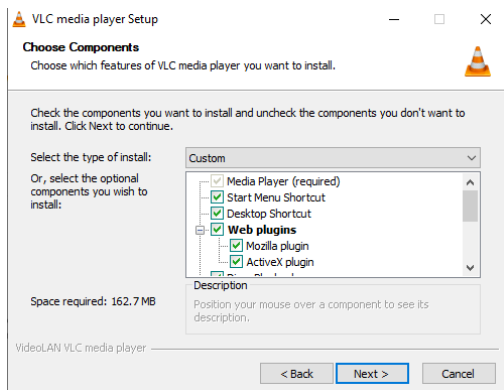 VLC media player Setup
Choose Components
Choose which features of VLC media player you want to install.
Check the components you want to install and uncheck the components you don't want to
install. Click Next to continue.
Select the type of install:
Custom
Or, select the optional
components you wish to
install:
Media Player (required)
Start Menu Shortcut
Desktop Shortcut
Web plugins
Mozilla plugin
ActiveX plugin
Space required: 162.7 MB
Description
Position your mouse over a component to see its
description.
VideoLAN VLC media player
< Back
Next >
Cancel